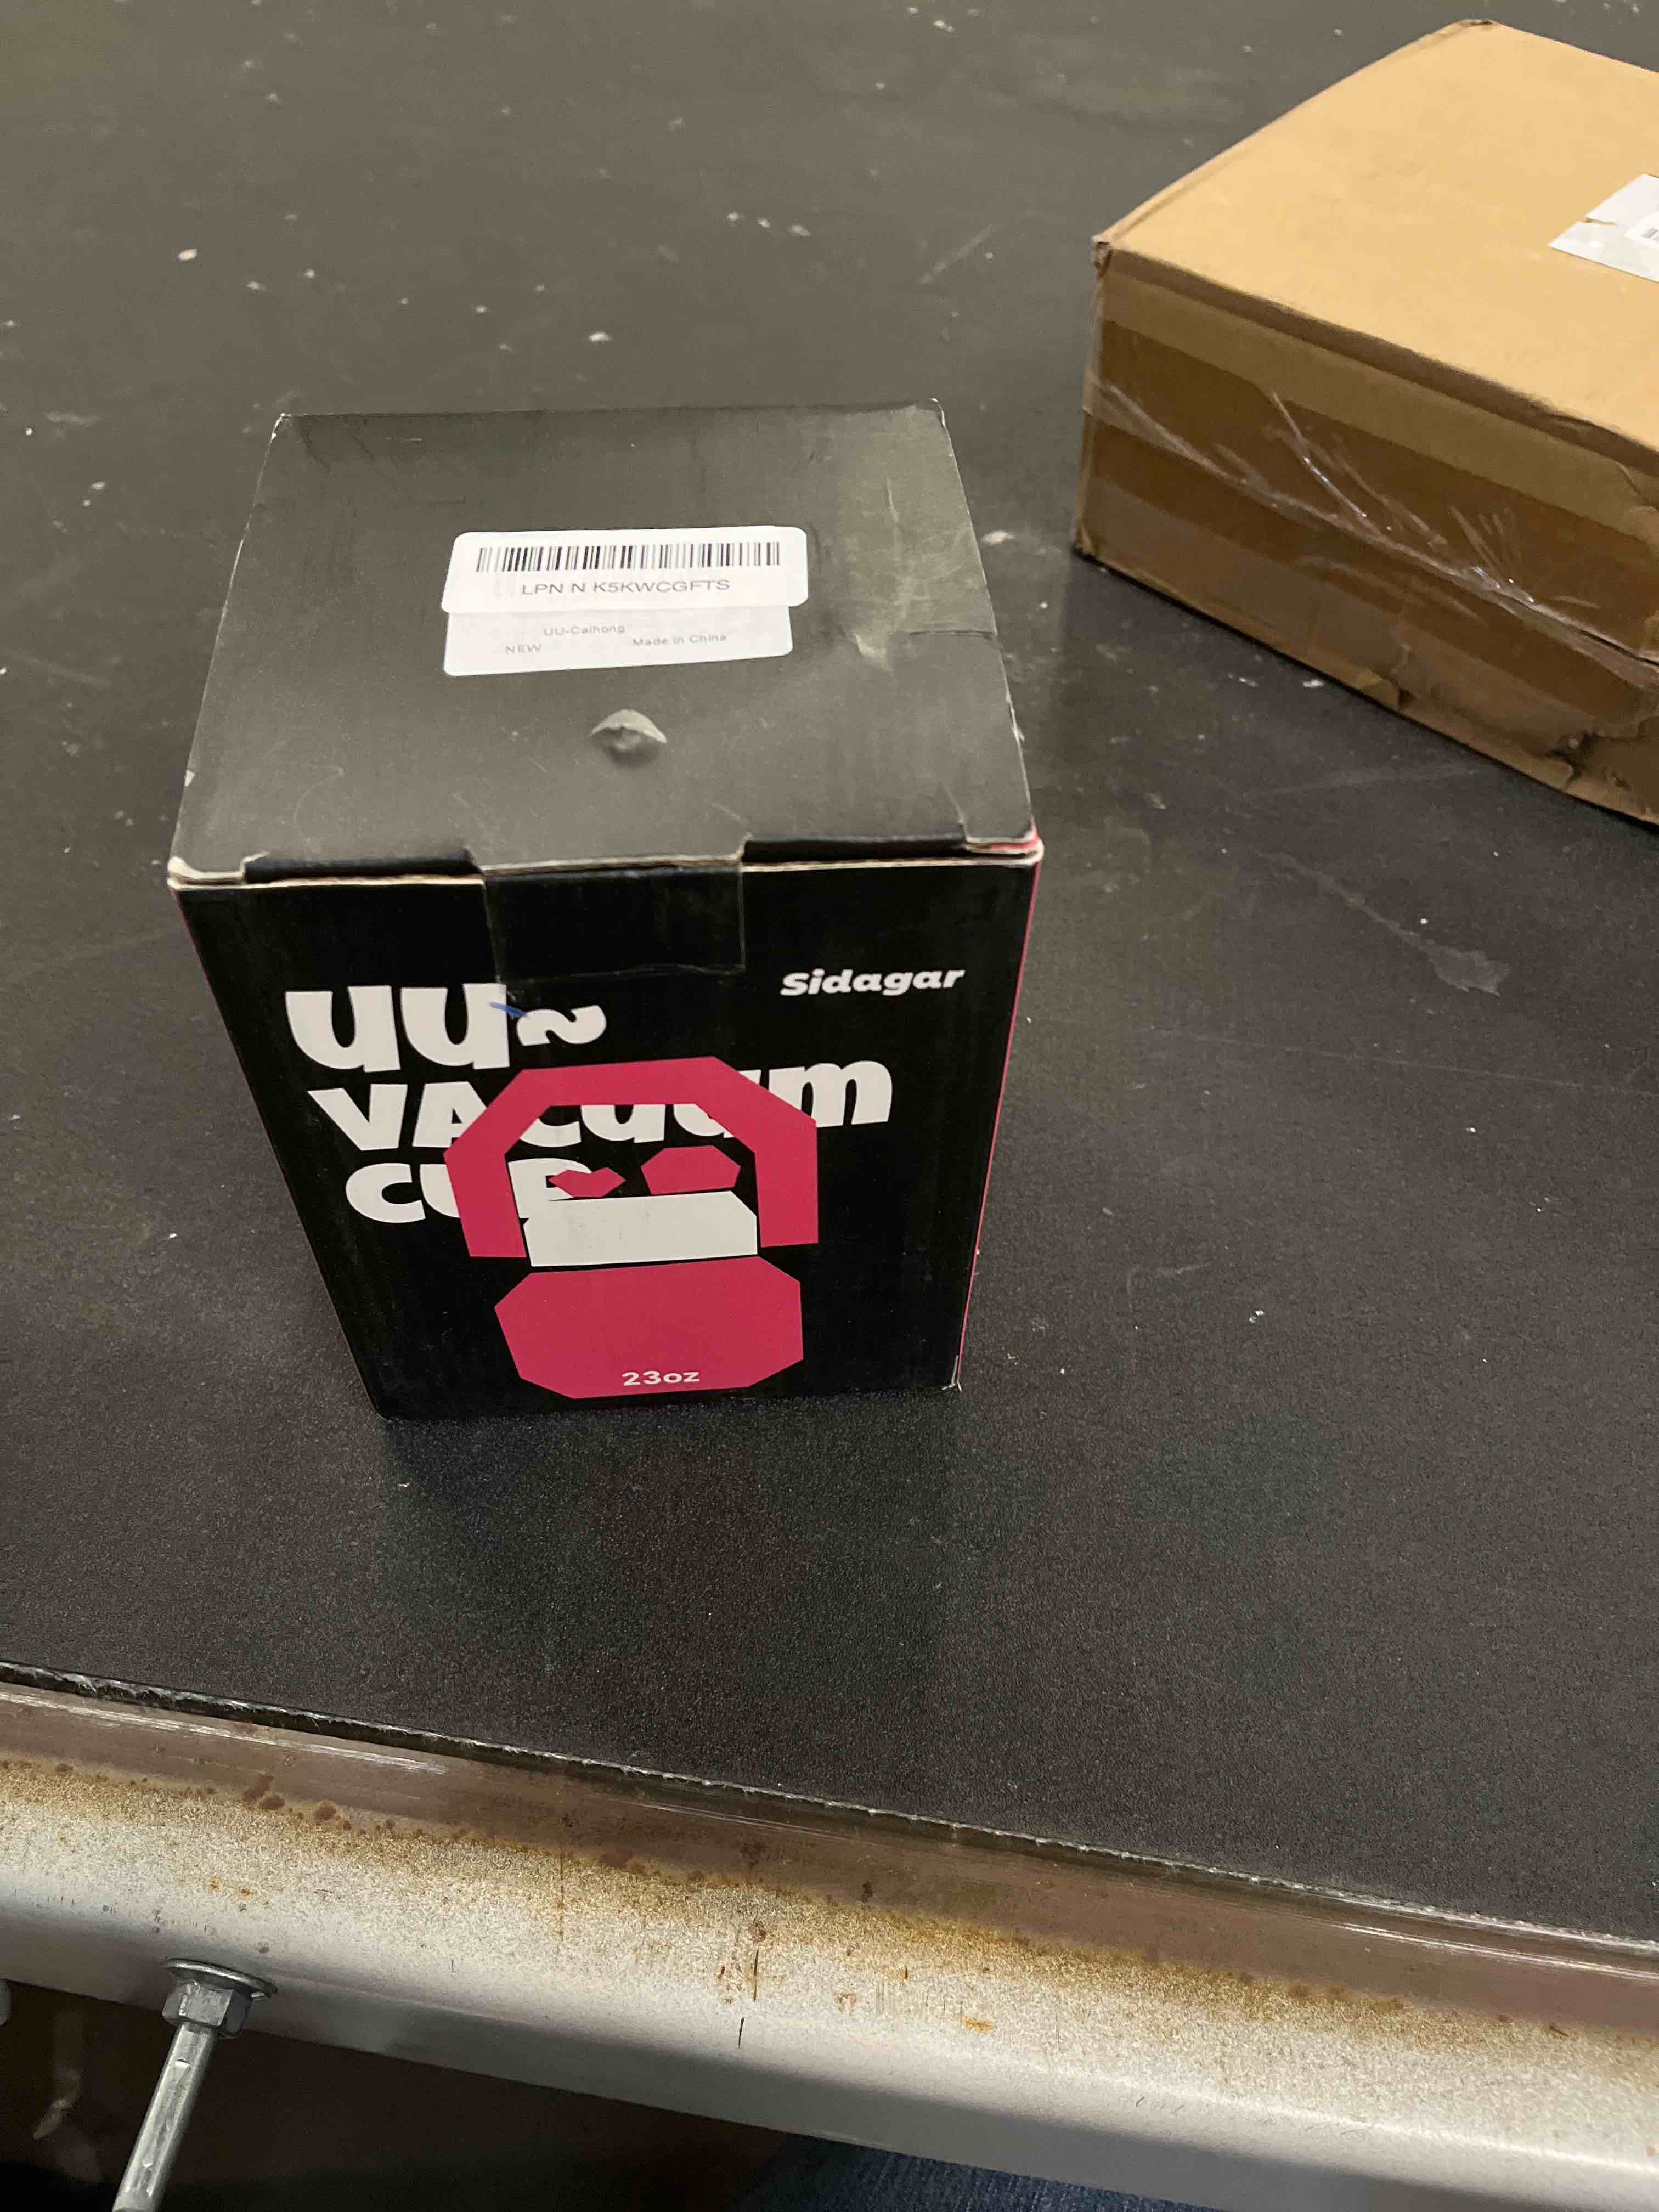 LPN N K5KWCGFTS
UU-Caihong
NEW Made in China
Sidagar
UU~
VACuum
CUP
23oz